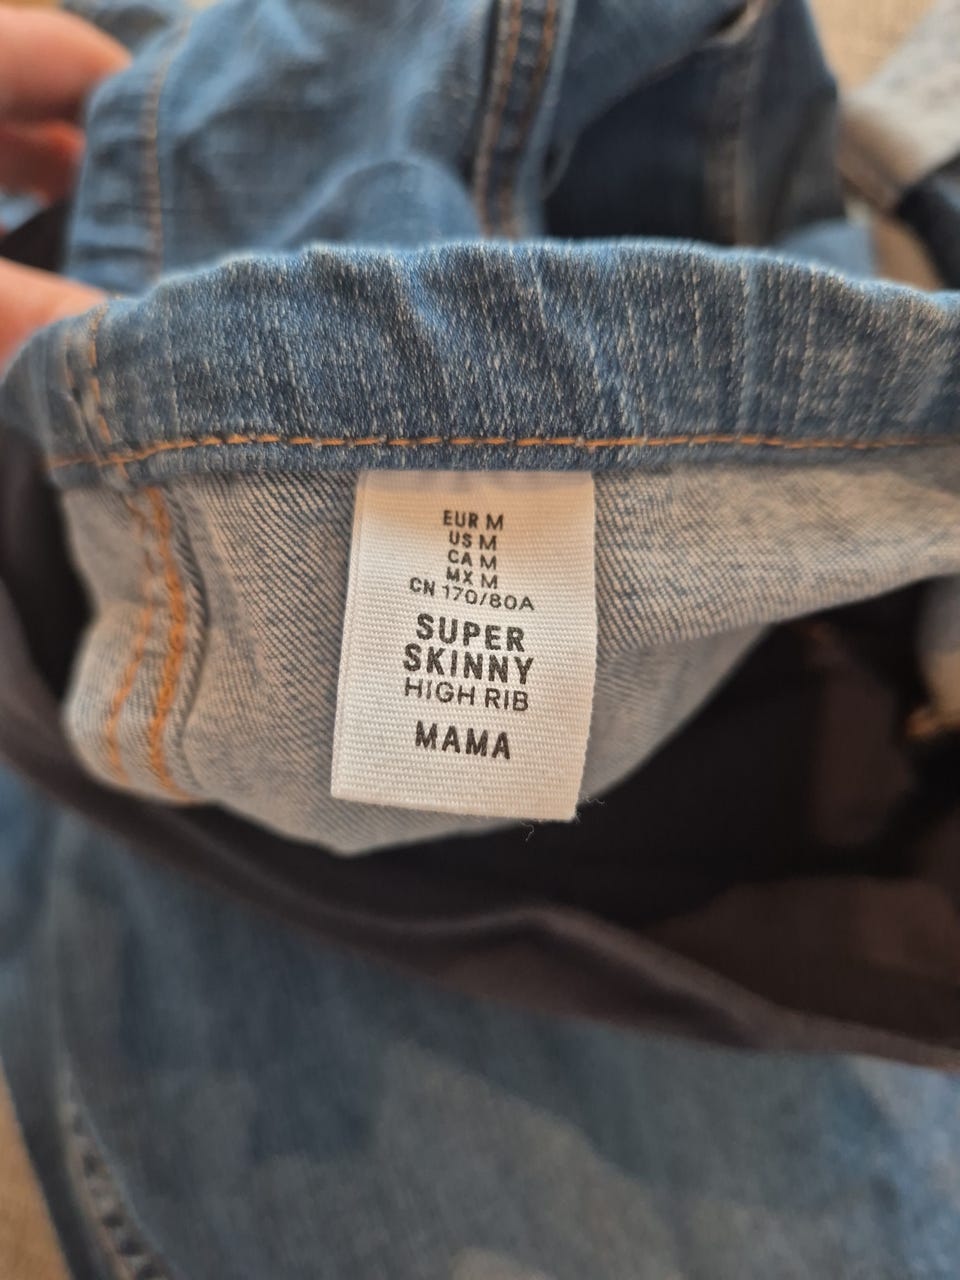 EUR M
US M
CA M
MX M
CN 170/80A
SUPER
SKINNY
HIGH RIB
MAMA